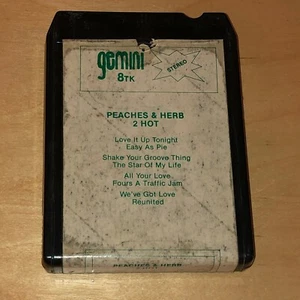 gemini
8TK
STEREO
PEACHES & HERB
2 HOT
Love It Up Tonight
Easy As Pie
Shake Your Groove Thing
The Star Of My Life
All Your Love
Fours A Traffic Jam
We've Got Love
Reunited
PEACHES & HERB